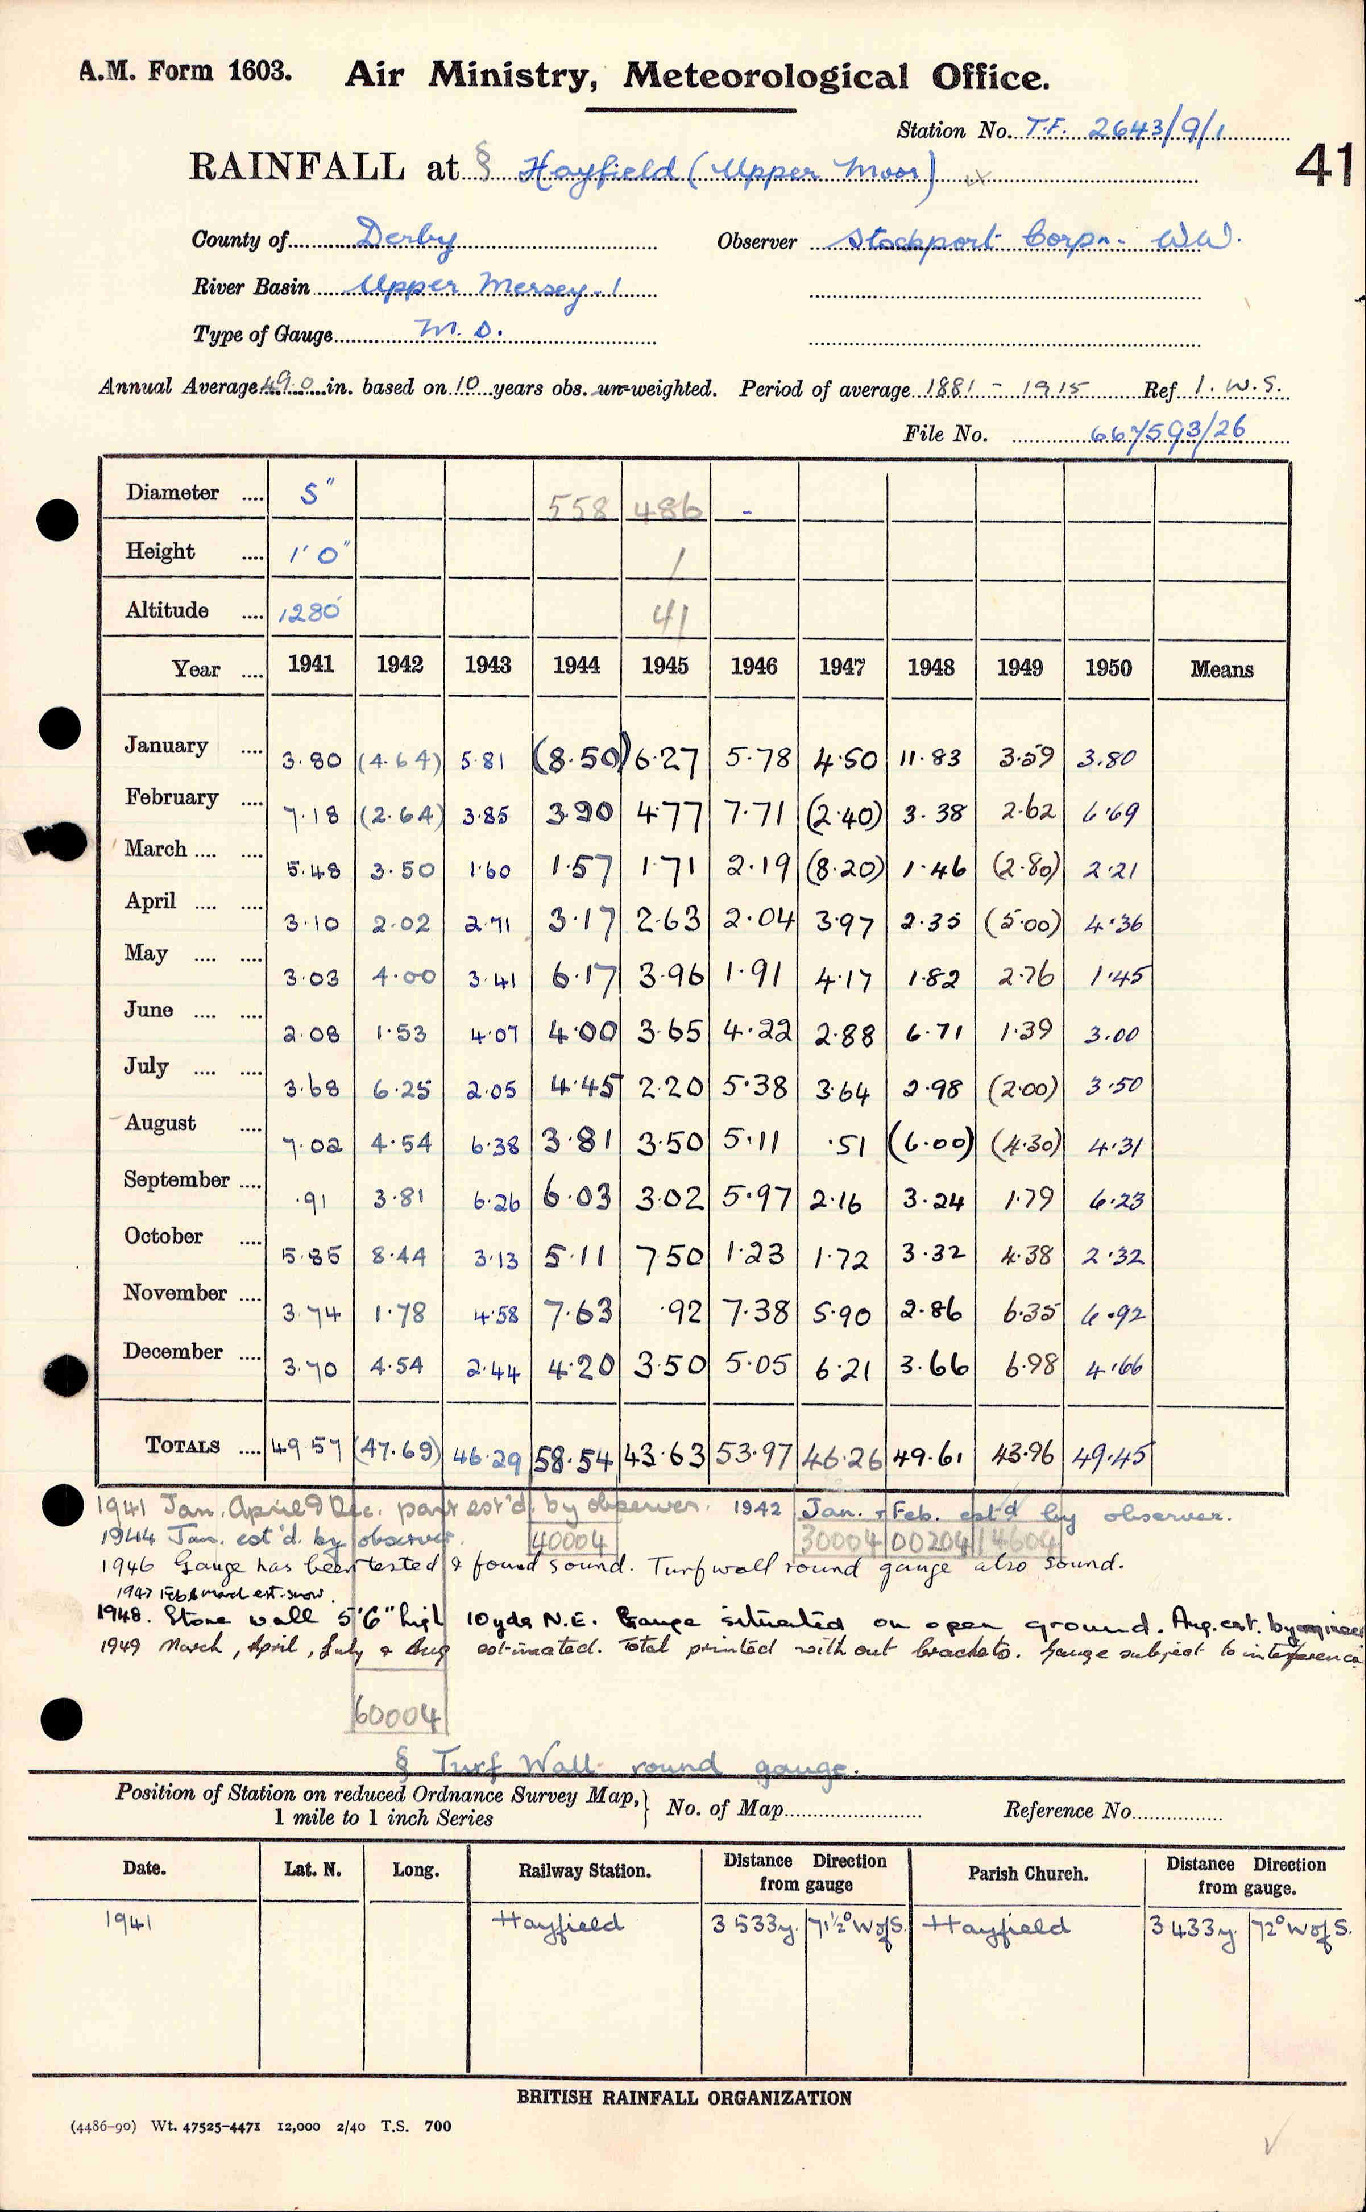 A.M. Form 1603. Air Ministry, Meteorological Office.
Station No. T.F. 2643/9/1
41
RAINFALL at § Hayfield (Upper Moor)
County of Derby Observer Stockport Corpn. W.W.
River Basin Upper Mersey. 1
Type of Gauge M.O.
Annual Average 49.0 in. based on 10 years obs. un-weighted. Period of average 1881 - 1915 Ref I.W.S.
File No. 667593/26
Diameter .... 5" 558 486 -
Height .... 1'0" 1
Altitude .... 1280' 41
Year .... 1941 1942 1943 1944 1945 1946 1947 1948 1949 1950 Means
January .... 3.80 (4.64) 5.81 (8.50) 6.27 5.78 4.50 11.83 3.59 3.80
February .... 7.18 (2.64) 3.85 3.90 4.77 7.71 (2.40) 3.38 2.62 6.69
March .... .... 5.48 3.50 1.60 1.57 1.71 2.19 (8.20) 1.46 (2.80) 2.21
April .... .... 3.10 2.02 2.71 3.17 2.63 2.04 3.97 2.35 (5.00) 4.36
May .... .... 3.03 4.00 3.41 6.17 3.96 1.91 4.17 1.82 2.76 1.45
June .... .... 2.08 1.53 4.07 4.00 3.65 4.22 2.88 6.71 1.39 3.00
July .... .... 3.68 6.25 2.05 4.45 2.20 5.38 3.64 2.98 (2.00) 3.50
August .... 7.02 4.54 6.38 3.81 3.50 5.11 .51 (6.00) (4.30) 4.31
September .... .91 3.81 6.26 6.03 3.02 5.97 2.16 3.24 1.79 6.23
October .... 5.85 8.44 3.13 5.11 7.50 1.23 1.72 3.32 4.38 2.32
November .... 3.74 1.78 4.58 7.63 .92 7.38 5.90 2.86 6.35 6.92
December .... 3.70 4.54 2.44 4.20 3.50 5.05 6.21 3.66 6.98 4.66
TOTALS .... 49.57 (47.69) 46.29 58.54 43.63 53.97 46.26 49.61 43.96 49.45
1941 Jan, April & Dec. part est'd. by observer. 1942 Jan. + Feb. est'd by observer.
1944 Jan. est'd. by observer. 40004 30004 00204 14604
1946 Gauge has been tested & found sound. Turf wall round gauge also sound.
1947 Feb & March est. snow.
1948. Stone wall 5'6" high 10 yds N.E. Gauge situated on open ground. Aug. est. by engineer
1949 March, April, July & Aug estimated. Total printed without brackets. Gauge subject to interference
60004
§ Turf Wall round gauge.
Position of Station on reduced Ordnance Survey Map, 1 mile to 1 inch Series } No. of Map Reference No.
Date. Lat. N. Long. Railway Station. Distance Direction from gauge Parish Church. Distance Direction from gauge.
1941 Hayfield 3533y. 71½° W of S. Hayfield 3433y. 72° W of S.
BRITISH RAINFALL ORGANIZATION
(4486-90) Wt. 47525-4471 12,000 2/40 T.S. 700